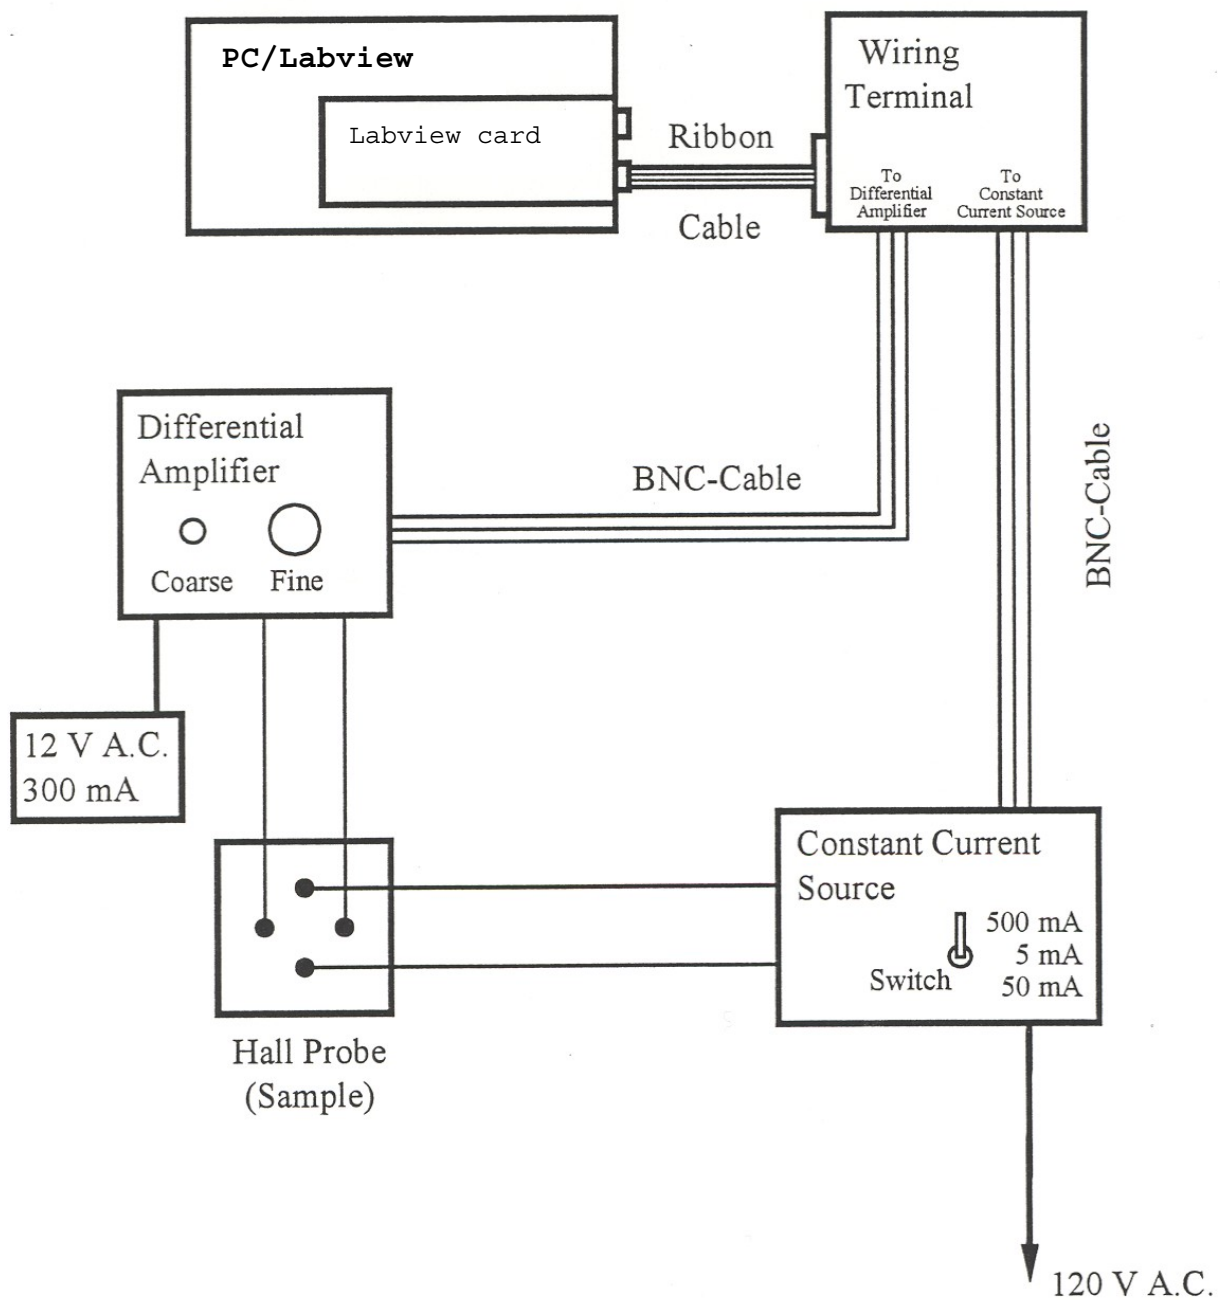 PC/Labview
Labview card
Ribbon
Cable
Wiring
Terminal
To
Differential
Amplifier
To
Constant
Current Source
Differential
Amplifier
Coarse
Fine
BNC-Cable
BNC-Cable
12 V A.C.
300 mA
Constant Current
Source
500 mA
5 mA
50 mA
Switch
Hall Probe
(Sample)
120 V A.C.